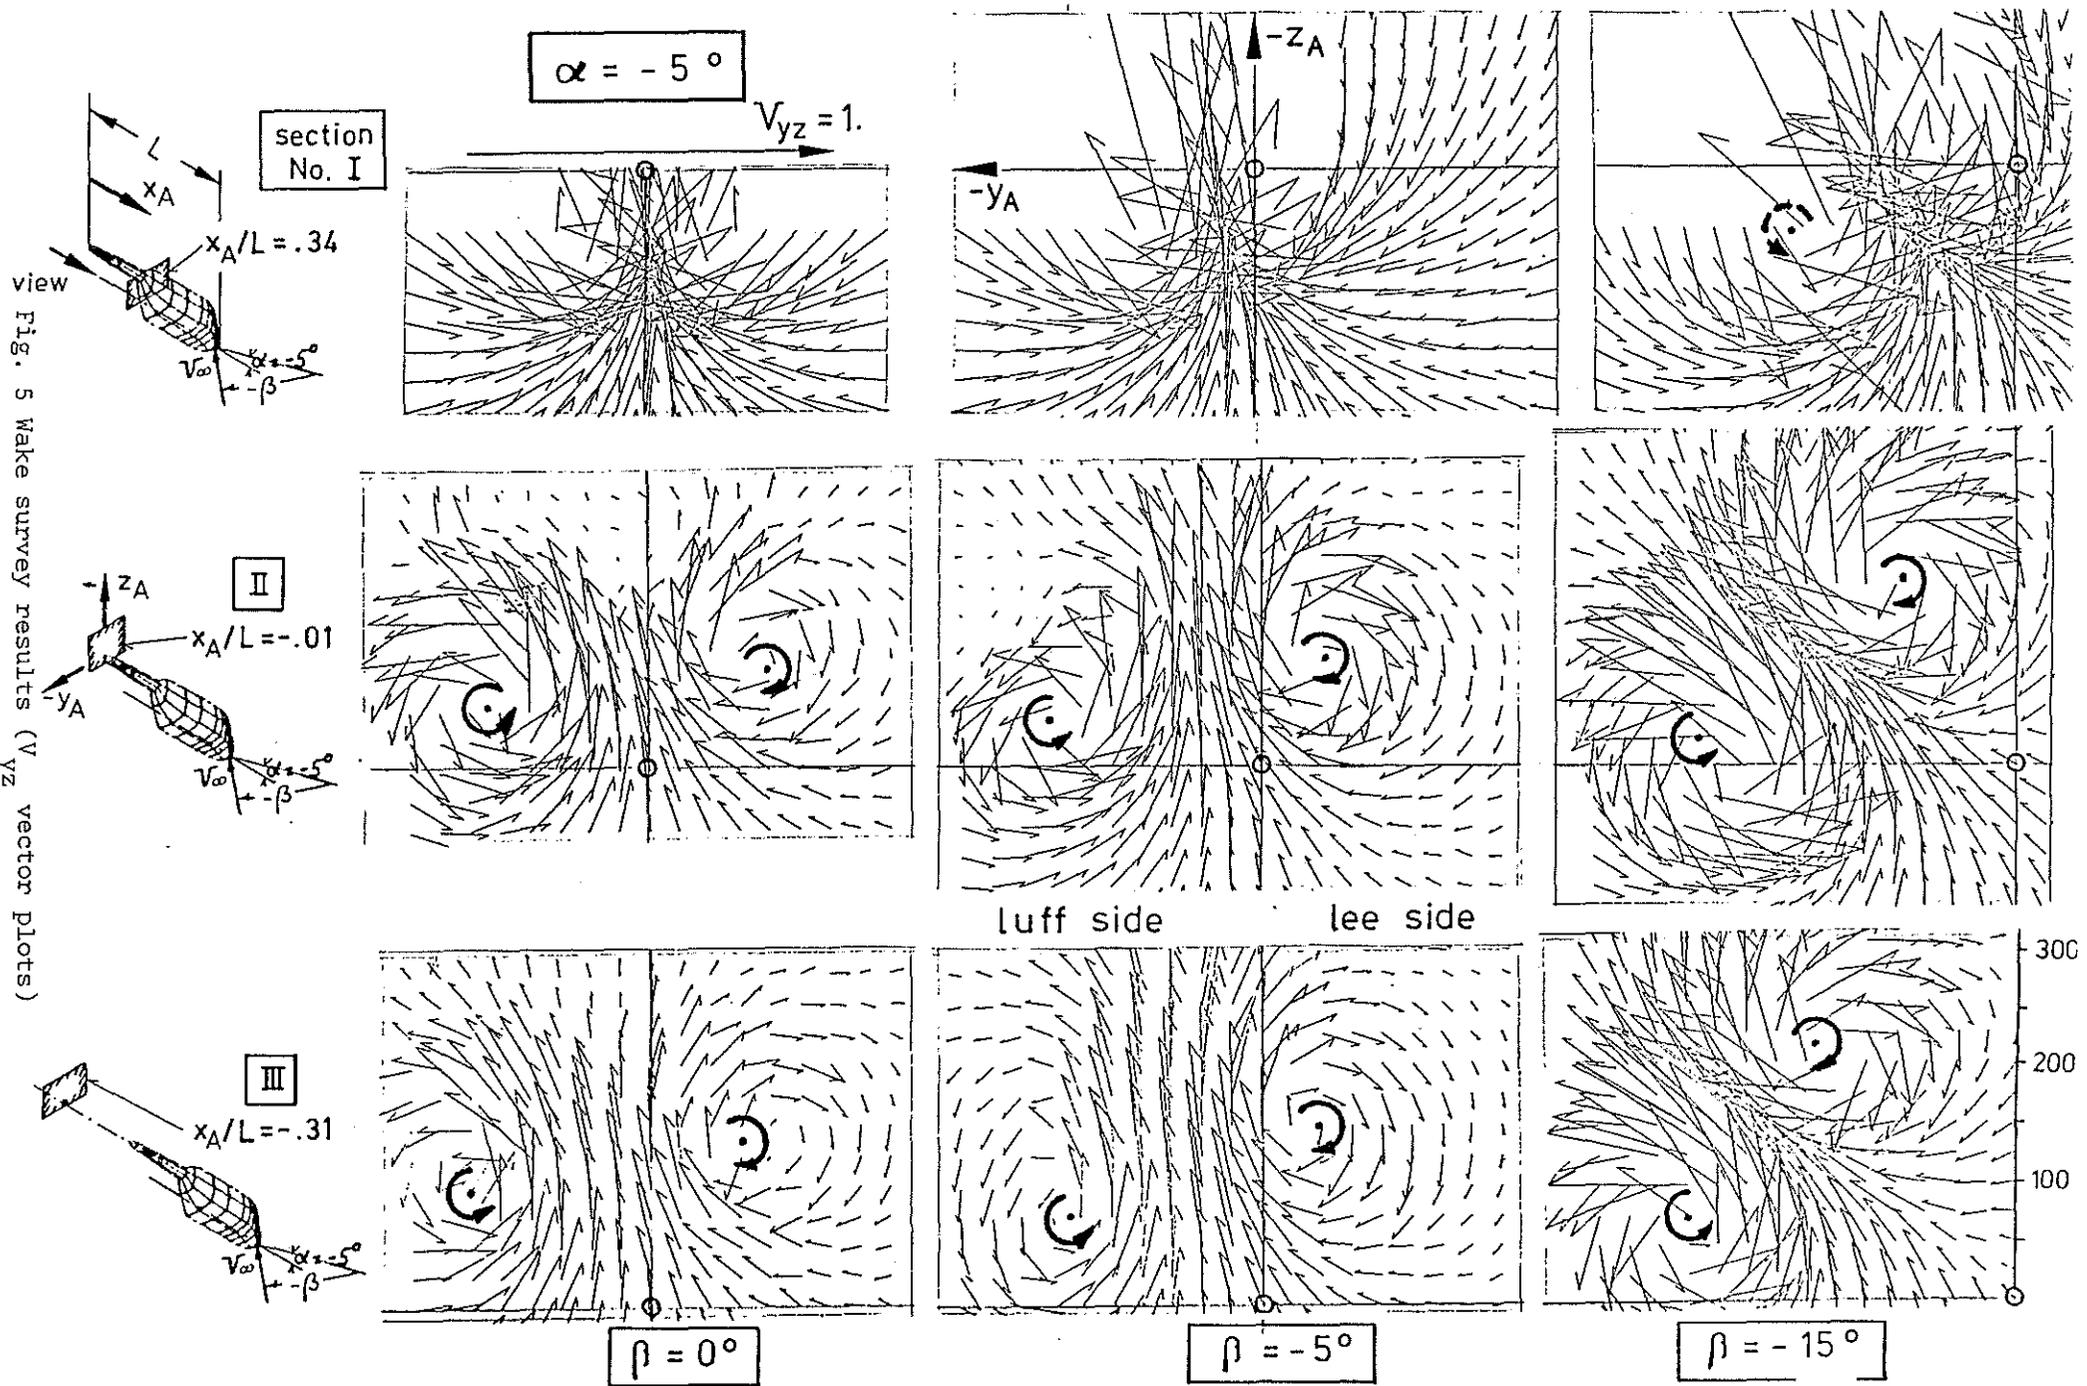 α = - 5 °
section
No. I
V_yz = 1.
L
x_A
x_A/L = .34
view
V∞
α = -5°
-β
-z_A
-y_A
II
- z_A
x_A/L = -.01
-y_A
V∞
α = -5°
-β
luff side
lee side
III
x_A/L = -.31
V∞
α = -5°
-β
300
200
100
β = 0°
β = -5°
β = - 15°
Fig. 5 Wake survey results (V_yz vector plots)